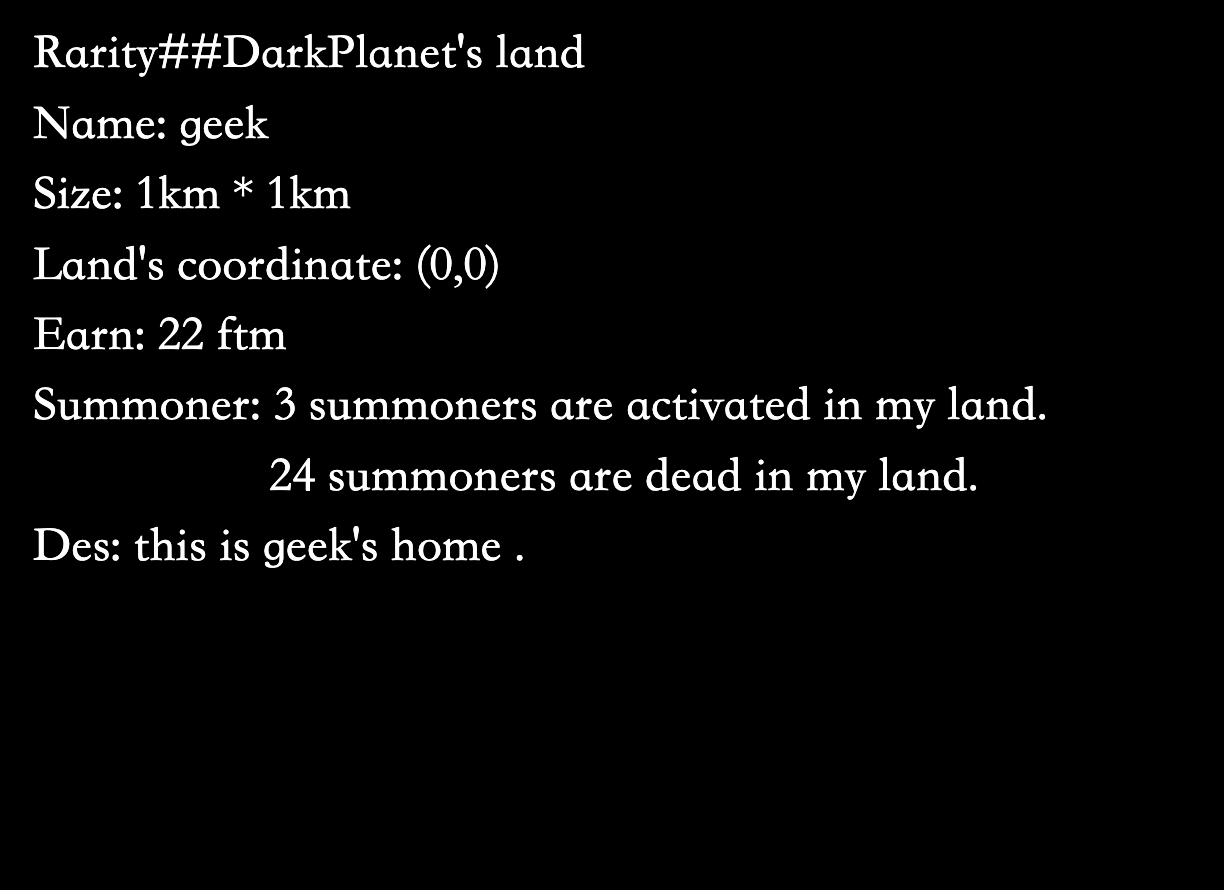 Rarity##DarkPlanet's land
Name: geek
Size: 1km * 1km
Land's coordinate: (0,0)
Earn: 22 ftm
Summoner: 3 summoners are activated in my land.
24 summoners are dead in my land.
Des: this is geek's home .